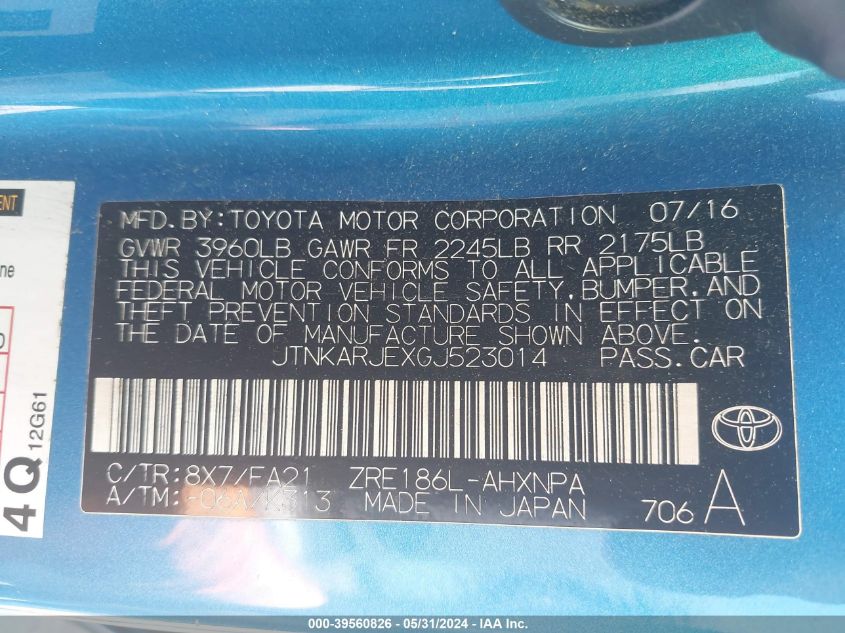 MFD.BY:TOYOTA MOTOR CORPORATION 07/16
GVWR 3960LB GAWR FR 2245LB RR 2175LB
THIS VEHICLE CONFORMS TO ALL APPLICABLE
FEDERAL MOTOR VEHICLE SAFETY,BUMPER,AND
THEFT PREVENTION STANDARDS IN EFFECT ON
THE DATE OF MANUFACTURE SHOWN ABOVE.
JTNKARJEXGJ523014 PASS.CAR
C/TR:8X7/FA21 ZRE186L-AHXNPA
A/TM:-06A/K313 MADE IN JAPAN 706 A
4Q 12G61
000-39560826 - 05/31/2024 - IAA Inc.